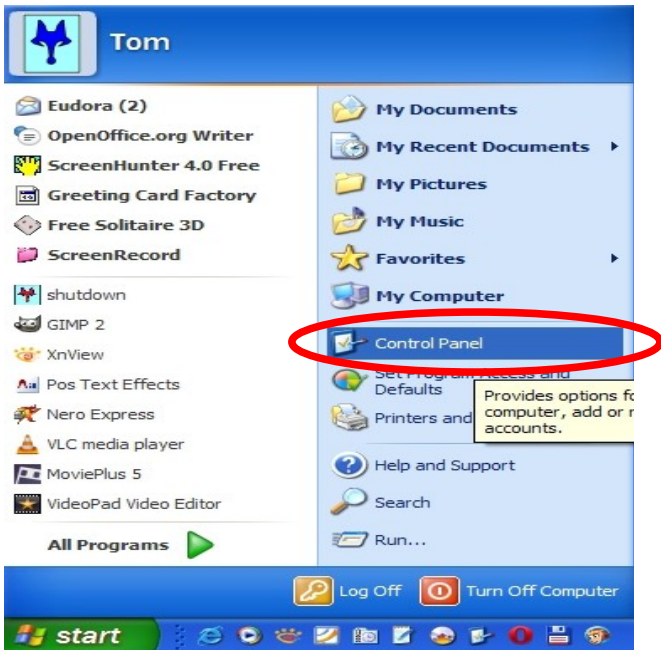 Tom
Eudora (2)
OpenOffice.org Writer
ScreenHunter 4.0 Free
Greeting Card Factory
Free Solitaire 3D
ScreenRecord
shutdown
GIMP 2
XnView
Pos Text Effects
Nero Express
VLC media player
MoviePlus 5
VideoPad Video Editor
All Programs
My Documents
My Recent Documents
My Pictures
My Music
Favorites
My Computer
Control Panel
Set Program Access and
Defaults
Printers and
Provides options
computer, add or
accounts.
Help and Support
Search
Run...
Log Off
Turn Off Computer
start